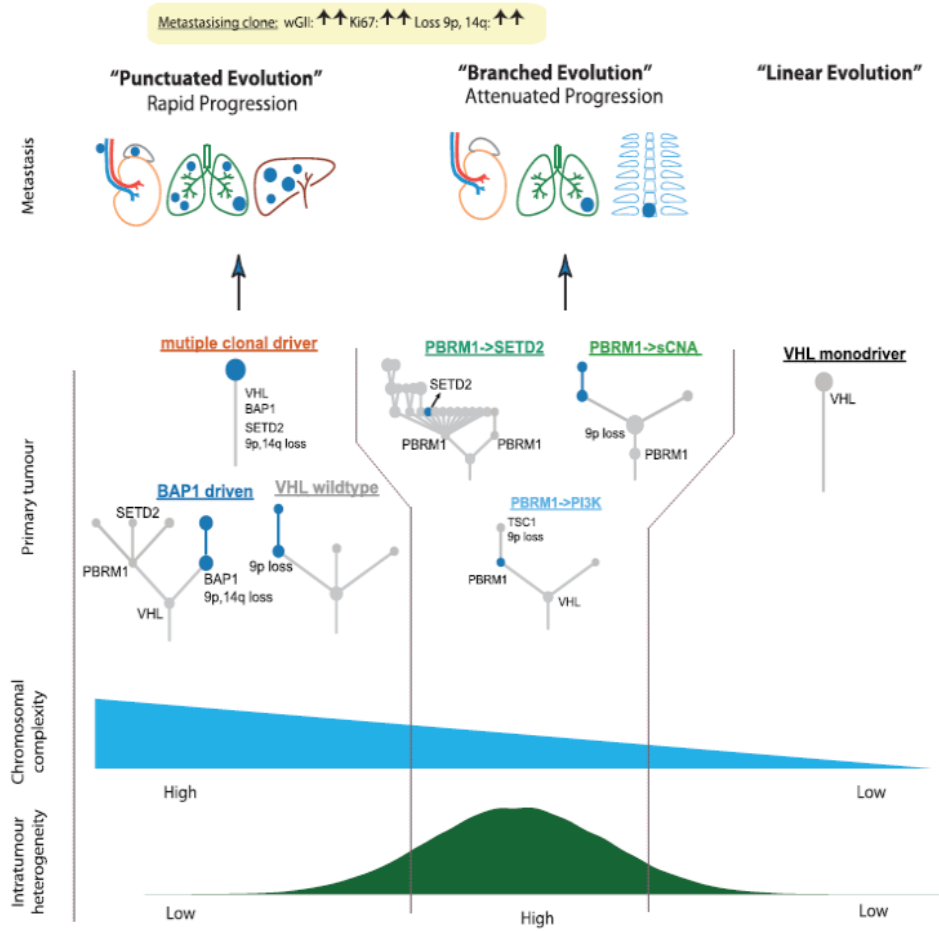 Metastasising clone: wGII: Ki67: Loss 9p, 14q:
"Punctuated Evolution"
Rapid Progression
"Branched Evolution"
Attenuated Progression
"Linear Evolution"
Metastasis
Primary tumour
mutiple clonal driver
VHL
BAP1
SETD2
9p,14q loss
BAP1 driven
SETD2
PBRM1
BAP1
9p,14q loss
VHL
VHL wildtype
9p loss
PBRM1->SETD2
SETD2
PBRM1
PBRM1
PBRM1->sCNA
9p loss
PBRM1
PBRM1->PI3K
TSC1
9p loss
PBRM1
VHL
VHL monodriver
VHL
Chromosomal
complexity
High
Low
Intratumour
heterogeneity
Low
High
Low